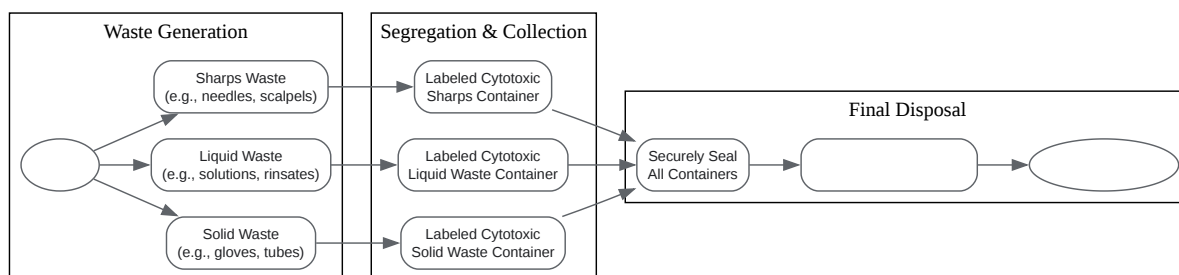 Waste Generation
Segregation & Collection
Final Disposal
Sharps Waste
(e.g., needles, scalpels)
Liquid Waste
(e.g., solutions, rinsates)
Solid Waste
(e.g., gloves, tubes)
Labeled Cytotoxic
Sharps Container
Labeled Cytotoxic
Liquid Waste Container
Labeled Cytotoxic
Solid Waste Container
Securely Seal
All Containers